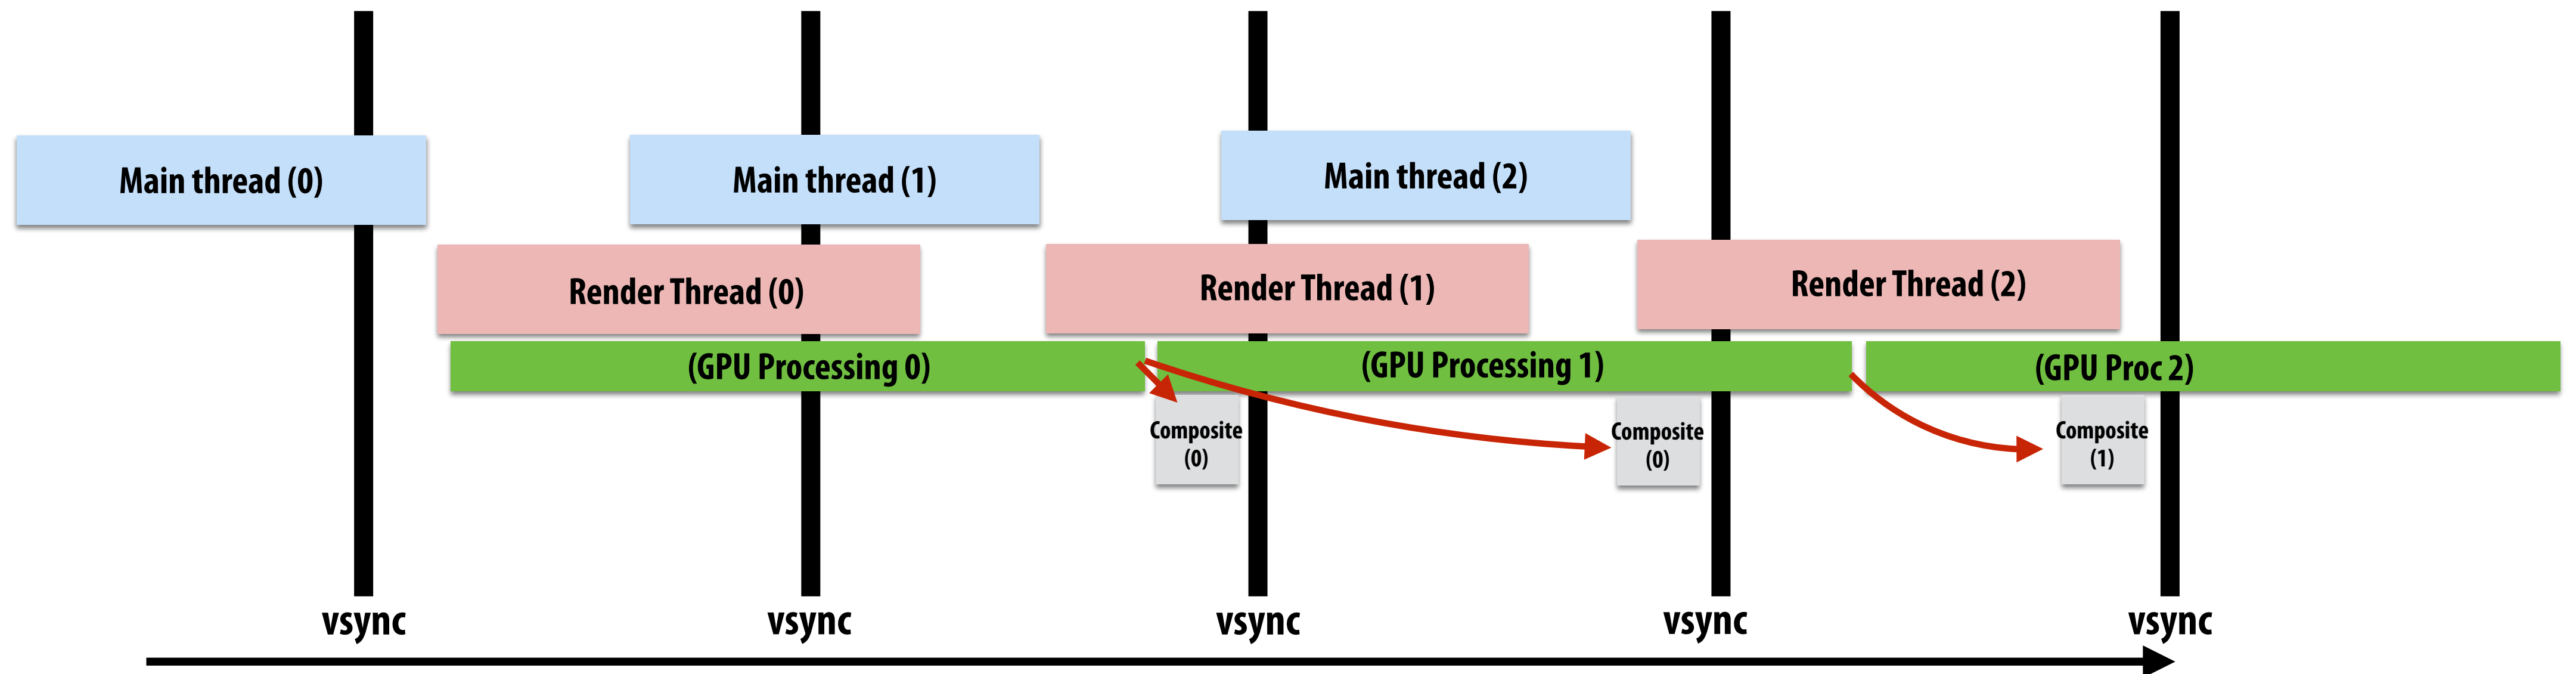 Main thread (0)
Main thread (1)
Main thread (2)
Render Thread (0)
Render Thread (1)
Render Thread (2)
(GPU Processing 0)
(GPU Processing 1)
(GPU Proc 2)
Composite
(0)
Composite
(0)
Composite
(1)
vsync
vsync
vsync
vsync
vsync